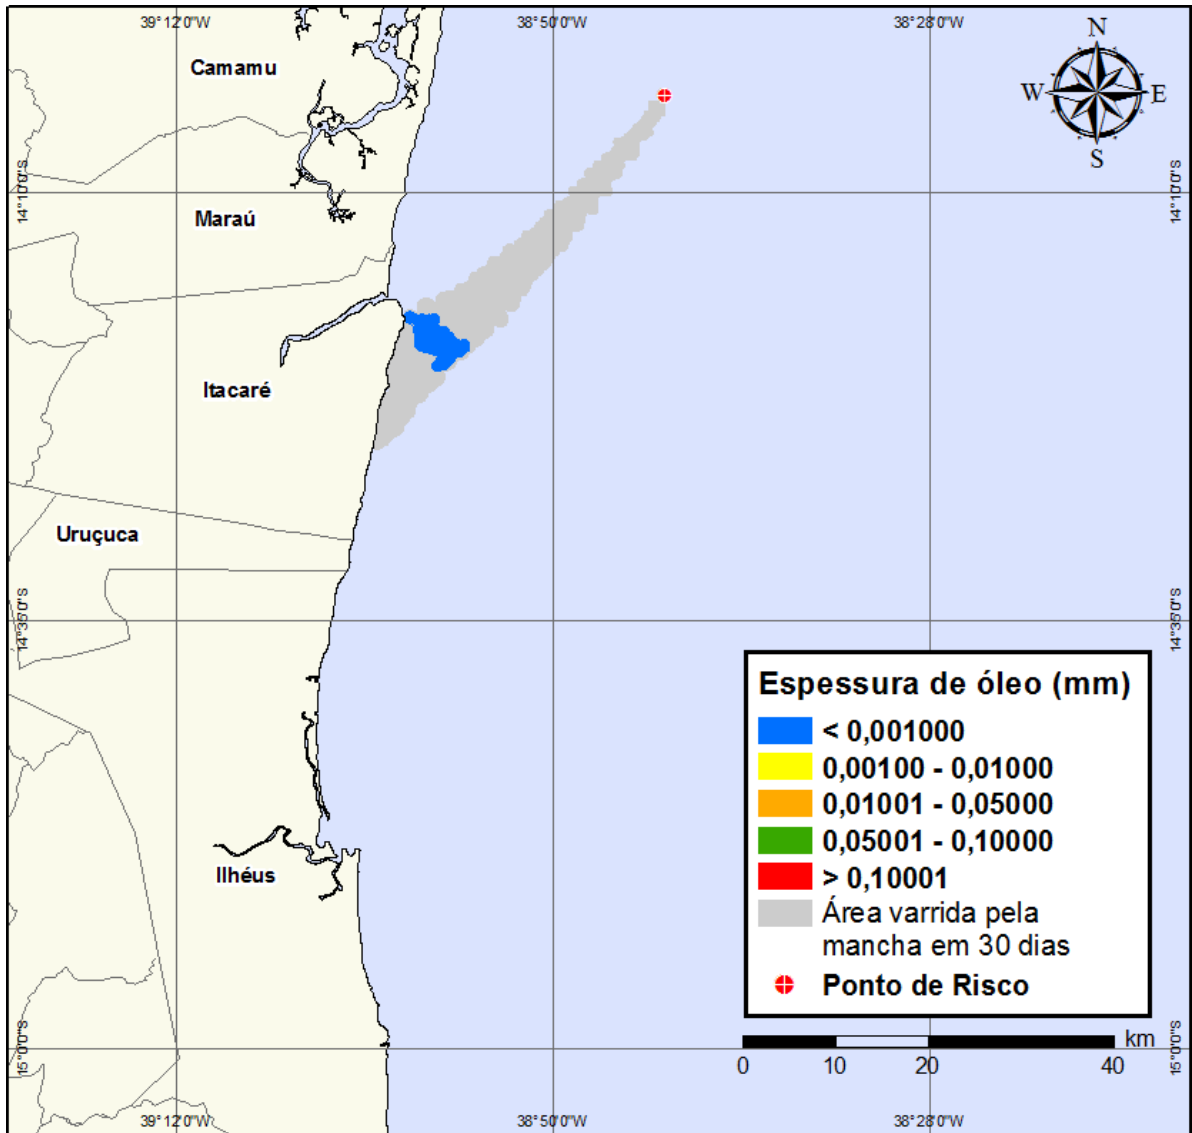 39°12'0"W
38°50'0"W
38°28'0"W
N
W
E
S
Camamu
14°10'0"S
14°10'0"S
Maraú
Itacaré
Uruçuca
14°35'0"S
14°35'0"S
Ilhéus
Espessura de óleo (mm)
< 0,001000
0,00100 - 0,01000
0,01001 - 0,05000
0,05001 - 0,10000
> 0,10001
Área varrida pela
mancha em 30 dias
Ponto de Risco
15°0'0"S
15°0'0"S
km
0
10
20
40
39°12'0"W
38°50'0"W
38°28'0"W